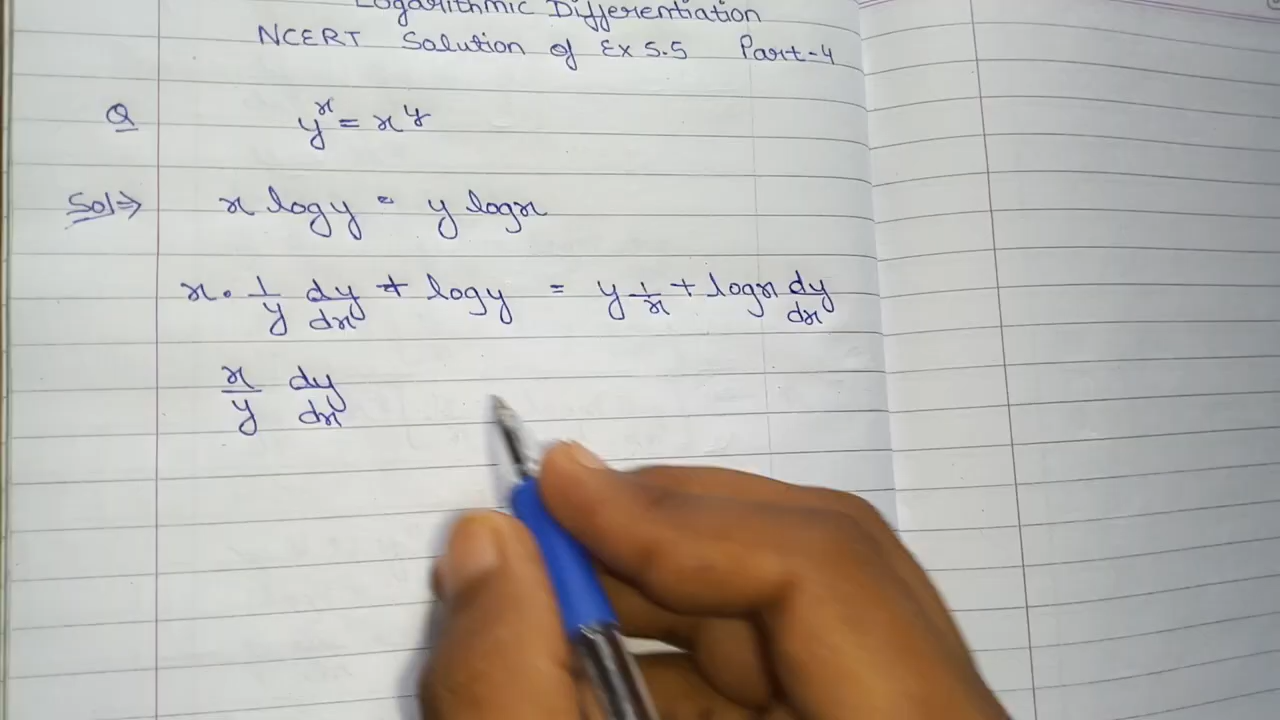 Logarithmic Differentiation
NCERT Solution of Ex 5.5 Part-4
Q y^x = x^y
Sol⇒ x log y = y log x
x · 1/y dy/dx + log y = y 1/x + log x dy/dx
x/y dy/dx